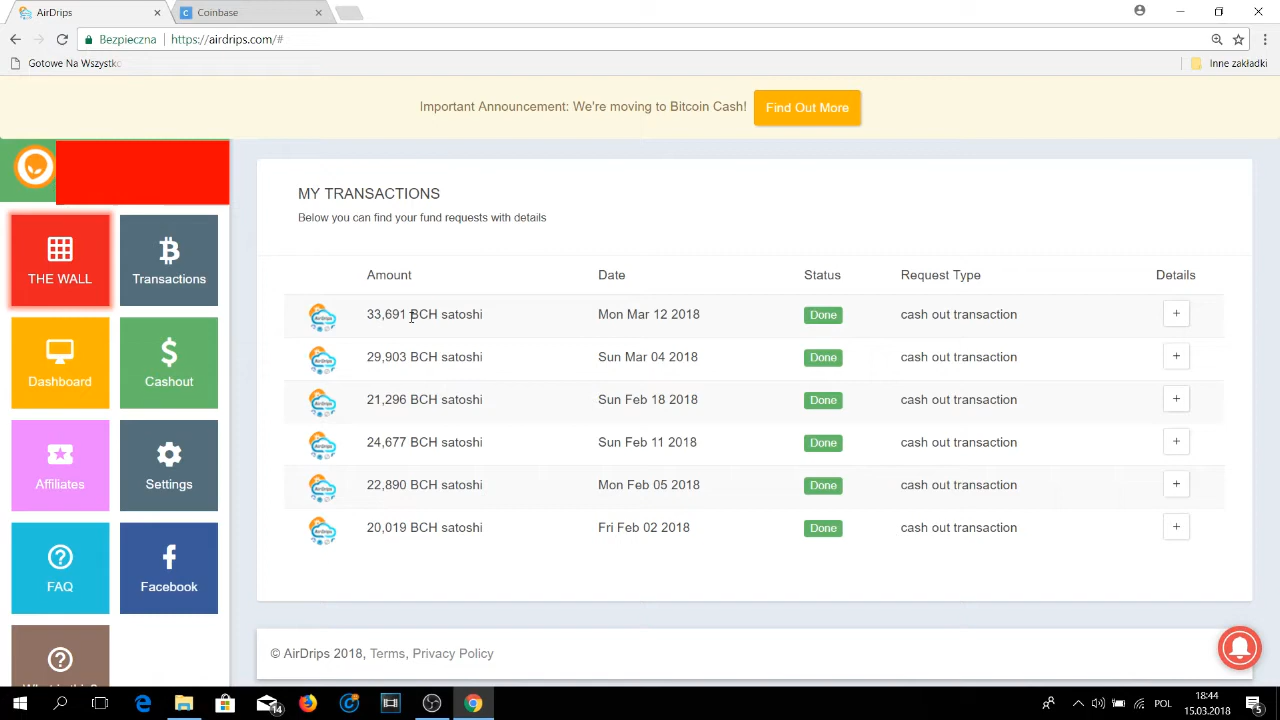 AirDrips
Coinbase
Bezpieczna https://airdrips.com/#
Gotowe Na Wszystko
Inne zakładki
Important Announcement: We're moving to Bitcoin Cash! Find Out More
THE WALL
Transactions
Dashboard
Cashout
Affiliates
Settings
FAQ
Facebook
MY TRANSACTIONS
Below you can find your fund requests with details
Amount Date Status Request Type Details
33,691 BCH satoshi Mon Mar 12 2018 Done cash out transaction +
29,903 BCH satoshi Sun Mar 04 2018 Done cash out transaction +
21,296 BCH satoshi Sun Feb 18 2018 Done cash out transaction +
24,677 BCH satoshi Sun Feb 11 2018 Done cash out transaction +
22,890 BCH satoshi Mon Feb 05 2018 Done cash out transaction +
20,019 BCH satoshi Fri Feb 02 2018 Done cash out transaction +
© AirDrips 2018, Terms, Privacy Policy
14
POL
18:44
15.03.2018
5